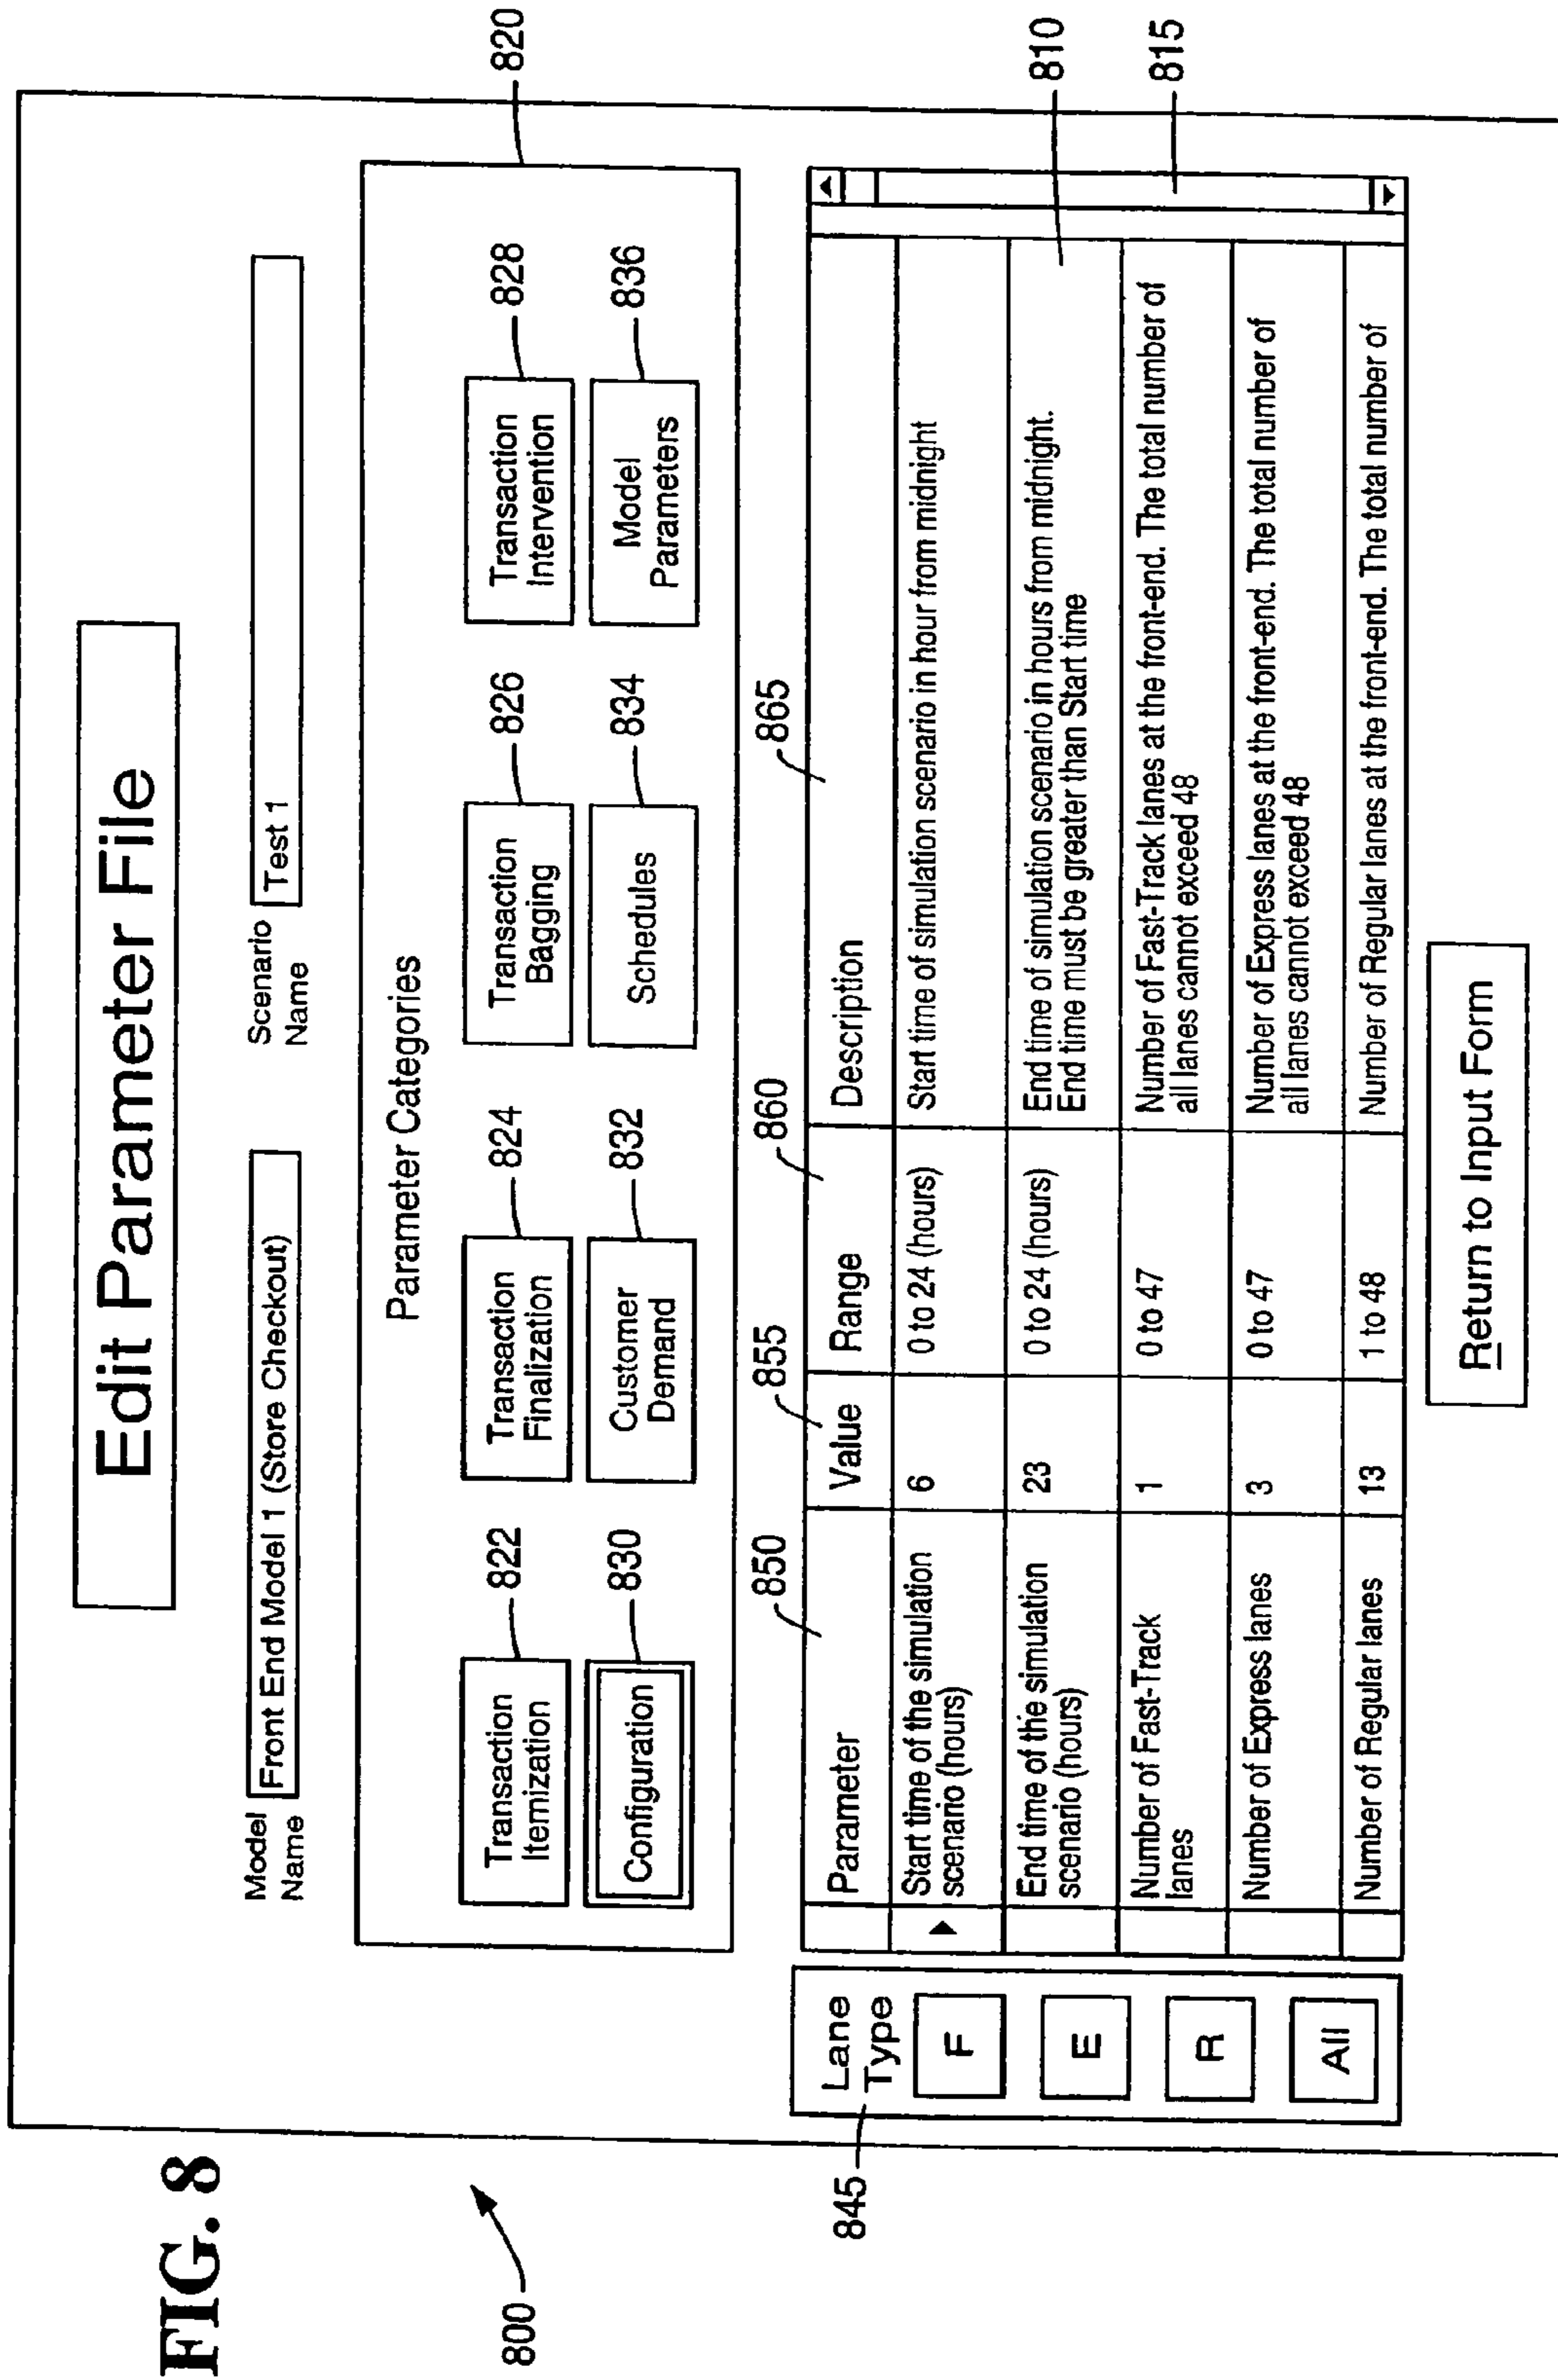 FIG. 8
800
Edit Parameter File
Model Name
Front End Model 1 (Store Checkout)
Scenario Name
Test 1
820
Parameter Categories
Transaction Itemization
822
Transaction Finalization
824
Transaction Bagging
826
Transaction Intervention
828
Configuration
830
Customer Demand
832
Schedules
834
Model Parameters
836
845
Lane Type
F
E
R
All
850
855
860
865
810
815
Parameter Value Range Description
Start time of the simulation scenario (hours) 6 0 to 24 (hours) Start time of simulation scenario in hour from midnight
End time of the simulation scenario (hours) 23 0 to 24 (hours) End time of simulation scenario in hours from midnight. End time must be greater than Start time
Number of Fast-Track lanes 1 0 to 47 Number of Fast-Track lanes at the front-end. The total number of all lanes cannot exceed 48
Number of Express lanes 3 0 to 47 Number of Express lanes at the front-end. The total number of all lanes cannot exceed 48
Number of Regular lanes 13 1 to 48 Number of Regular lanes at the front-end. The total number of
Return to Input Form